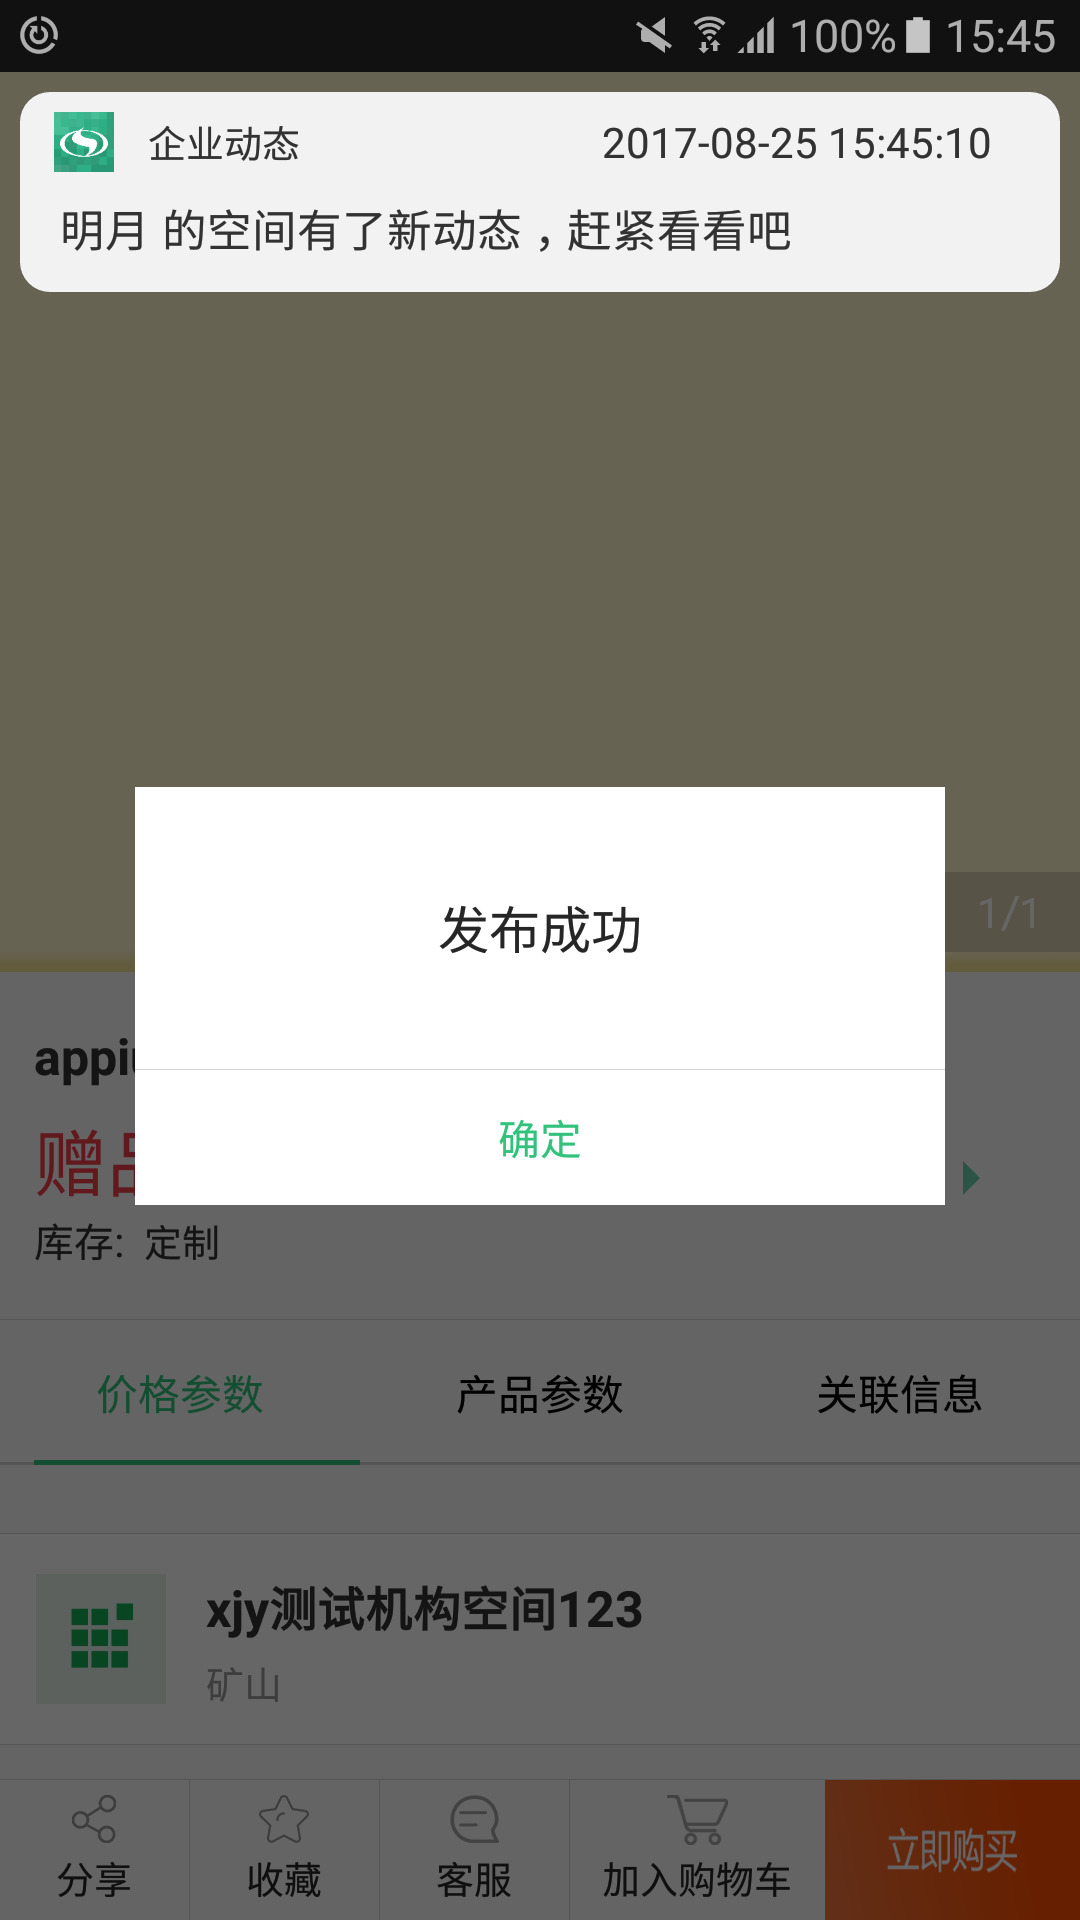 100% 15:45
企业动态 2017-08-25 15:45:10
明月 的空间有了新动态，赶紧看看吧
1/1
发布成功
确定
库存: 定制
价格参数 产品参数 关联信息
xjy测试机构空间123
矿山
分享 收藏 客服 加入购物车 立即购买